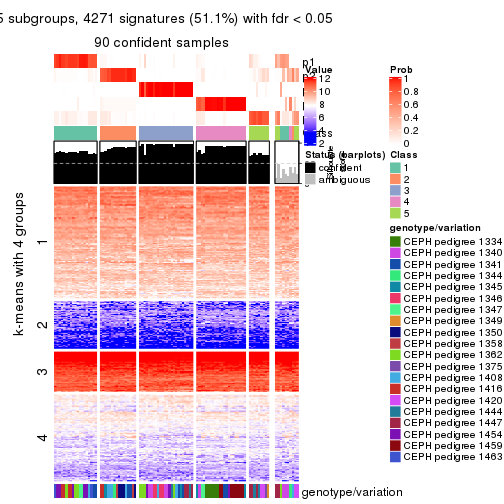 5 subgroups, 4271 signatures (51.1%) with fdr < 0.05
90 confident samples
Value
12
10
8
6
4
2
Prob
1
0.8
0.6
0.4
0.2
0
Status (barplots)
confident
ambiguous
Class
1
2
3
4
5
genotype/variation
CEPH pedigree 1334
CEPH pedigree 1340
CEPH pedigree 1341
CEPH pedigree 1344
CEPH pedigree 1345
CEPH pedigree 1346
CEPH pedigree 1347
CEPH pedigree 1349
CEPH pedigree 1350
CEPH pedigree 1358
CEPH pedigree 1362
CEPH pedigree 1375
CEPH pedigree 1408
CEPH pedigree 1416
CEPH pedigree 1420
CEPH pedigree 1444
CEPH pedigree 1447
CEPH pedigree 1454
CEPH pedigree 1459
CEPH pedigree 1463
k-means with 4 groups
1
2
3
4
genotype/variation